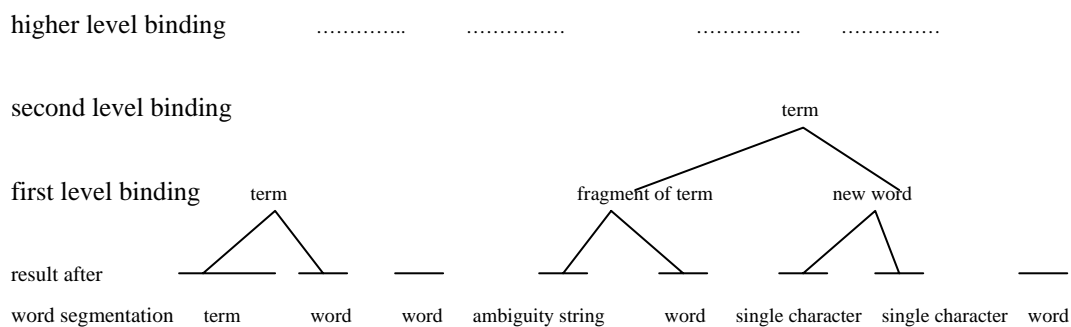 higher level binding ………….. …………… ……………. ……………
second level binding term
first level binding term fragment of term new word
result after
word segmentation term word word ambiguity string word single character single character word